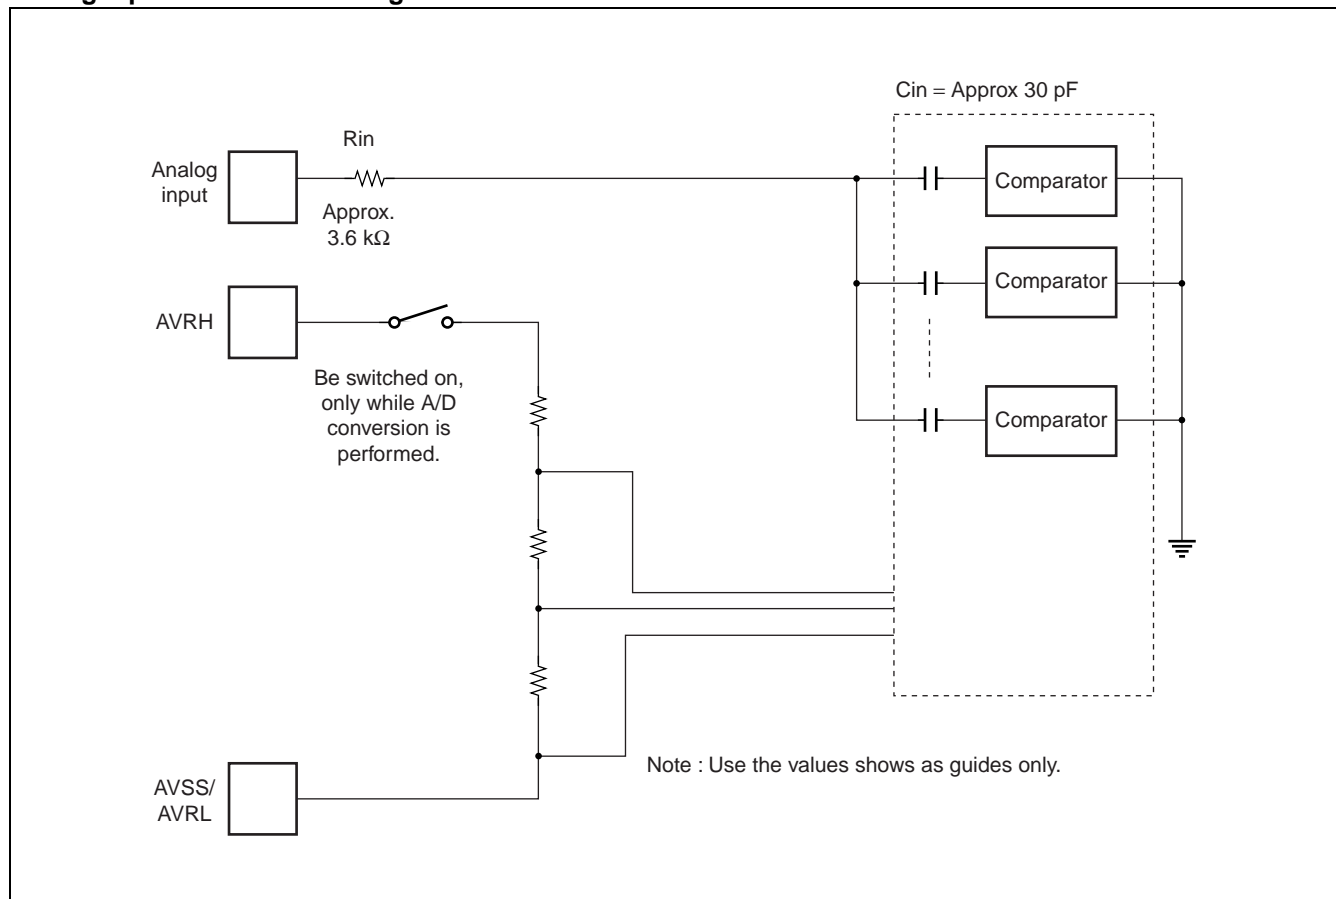 Cin = Approx 30 pF
Rin
Analog
input
Approx.
3.6 kΩ
Comparator
Comparator
AVRH
Be switched on,
only while A/D
conversion is
performed.
Comparator
Note : Use the values shows as guides only.
AVSS/
AVRL